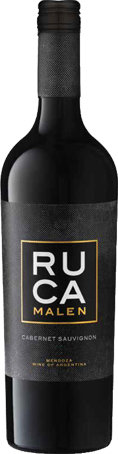 RU
CA
MALEN
CABERNET SAUVIGNON
MENDOZA
WINE OF ARGENTINA